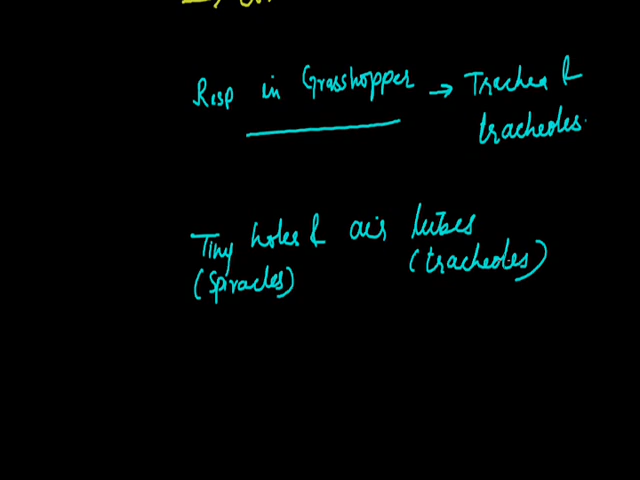 Resp in Grasshopper → Trachea &
tracheoles.
Tiny holes & air tubes
(Spiracles) (tracheoles)